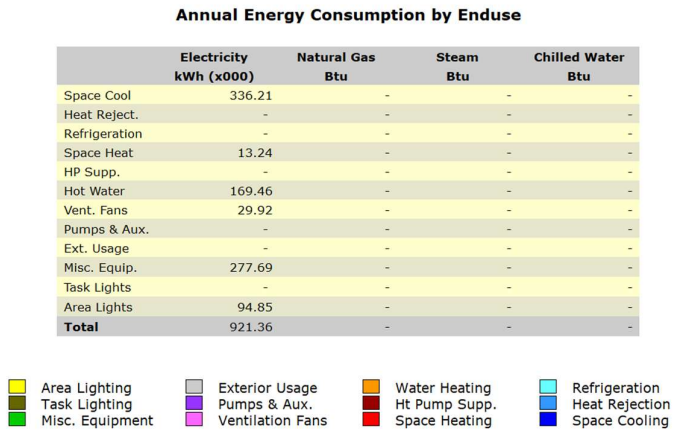 Annual Energy Consumption by Enduse
Electricity Natural Gas Steam Chilled Water
kWh (x000) Btu Btu Btu
Space Cool 336.21 - - -
Heat Reject. - - - -
Refrigeration - - - -
Space Heat 13.24 - - -
HP Supp. - - - -
Hot Water 169.46 - - -
Vent. Fans 29.92 - - -
Pumps & Aux. - - - -
Ext. Usage - - - -
Misc. Equip. 277.69 - - -
Task Lights - - - -
Area Lights 94.85 - - -
Total 921.36 - - -
Area Lighting Exterior Usage Water Heating Refrigeration
Task Lighting Pumps & Aux. Ht Pump Supp. Heat Rejection
Misc. Equipment Ventilation Fans Space Heating Space Cooling